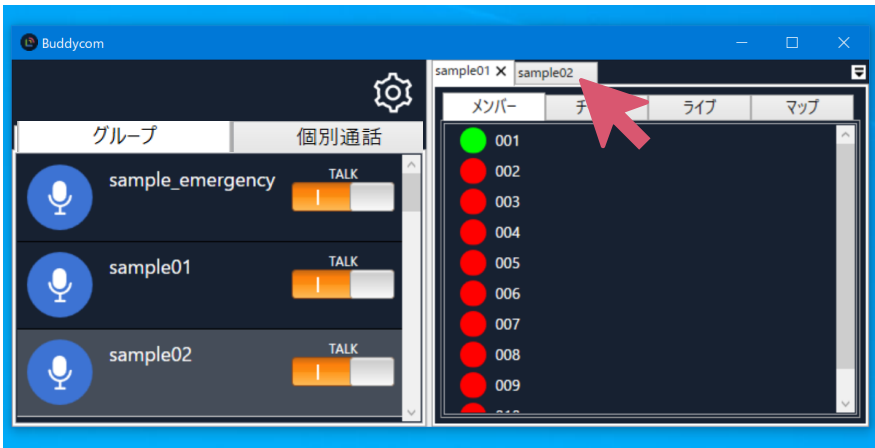 Buddycom
グループ
個別通話
sample_emergency
TALK
sample01
TALK
sample02
TALK
sample01
sample02
メンバー
ライブ
マップ
001
002
003
004
005
006
007
008
009